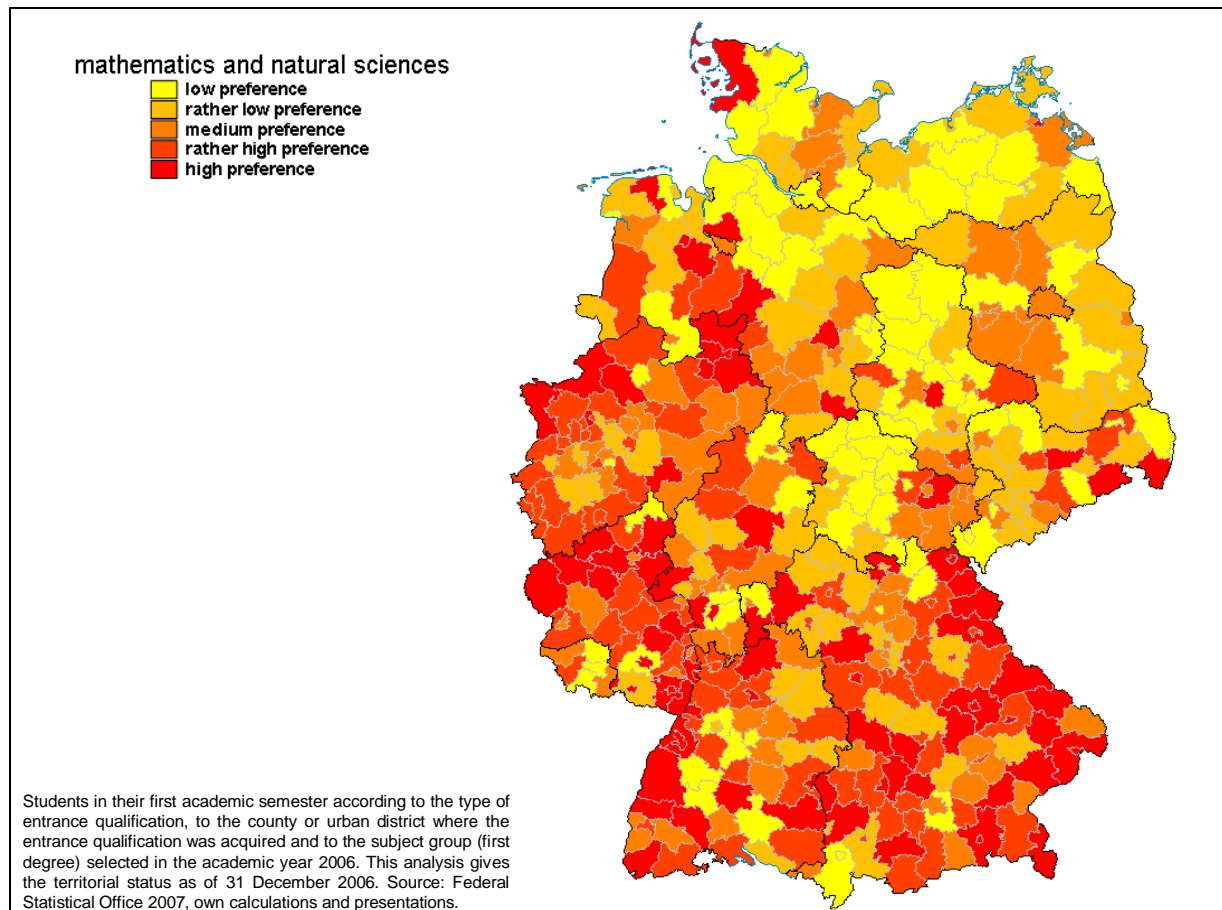 mathematics and natural sciences
low preference
rather low preference
medium preference
rather high preference
high preference
Students in their first academic semester according to the type of
entrance qualification, to the county or urban district where the
entrance qualification was acquired and to the subject group (first
degree) selected in the academic year 2006. This analysis gives
the territorial status as of 31 December 2006. Source: Federal
Statistical Office 2007, own calculations and presentations.